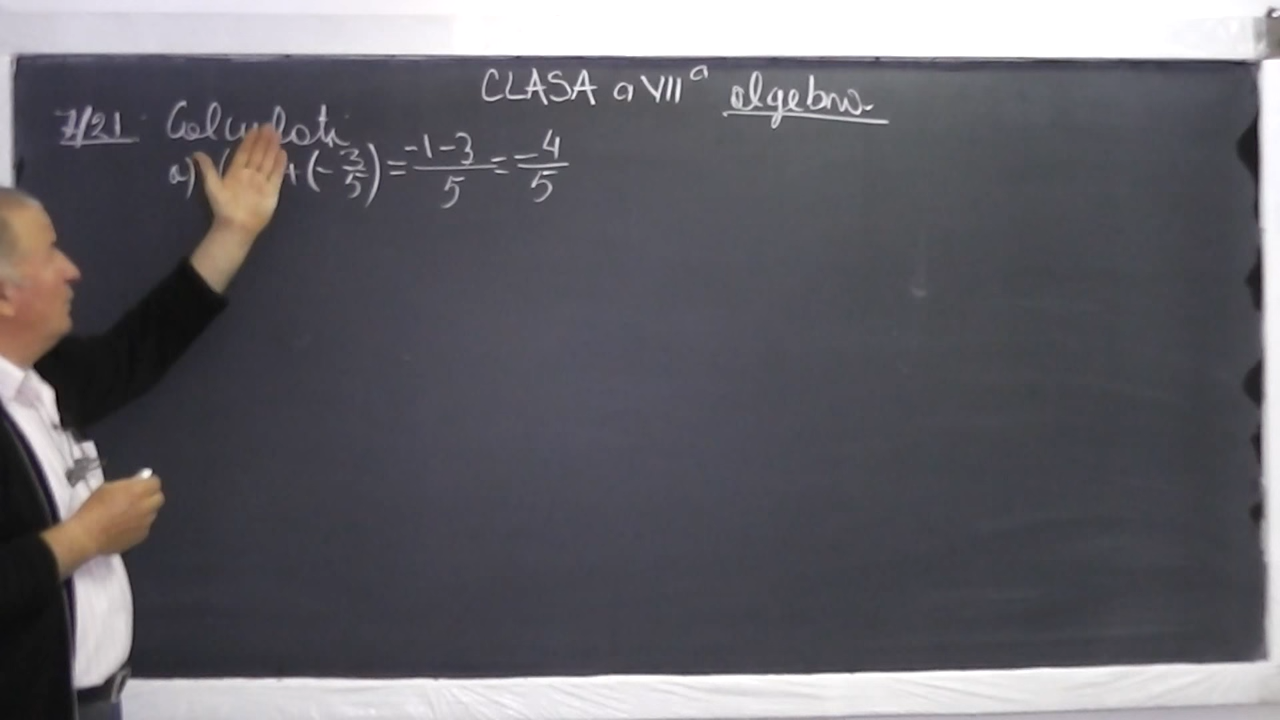 CLASA a VII a algebra
7/21 Calculati
a) ( + (-3/5) = -1-3/5 = -4/5